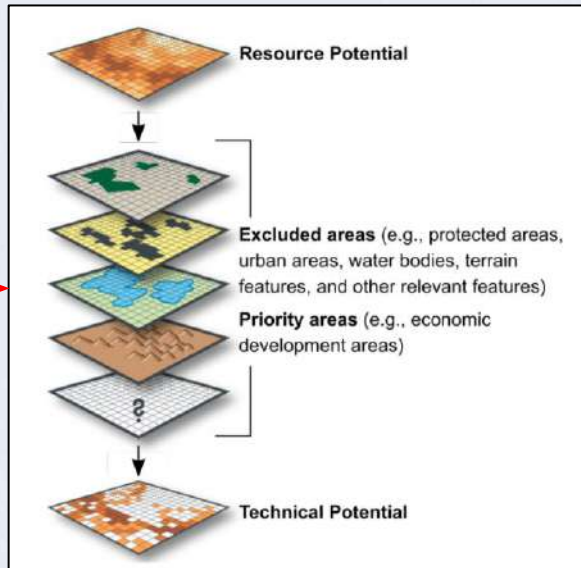 Resource Potential
Excluded areas (e.g., protected areas,
urban areas, water bodies, terrain
features, and other relevant features)
Priority areas (e.g., economic
development areas)
?
Technical Potential